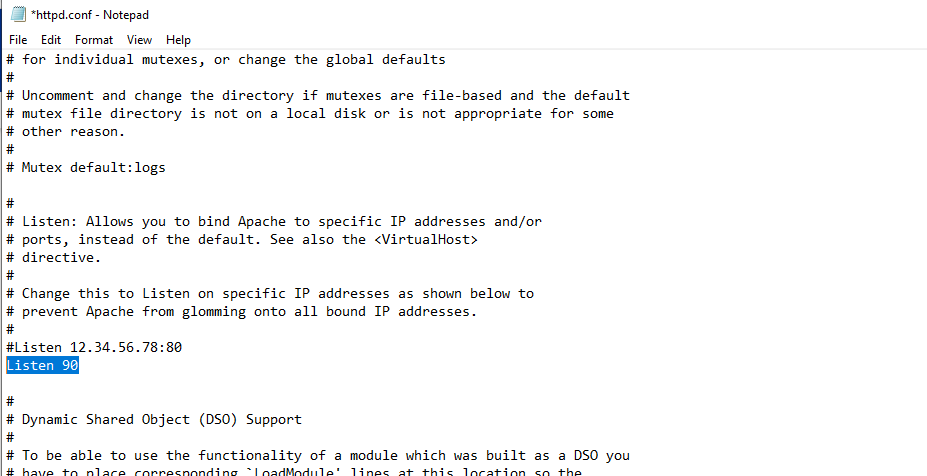 *httpd.conf - Notepad
File Edit Format View Help
# for individual mutexes, or change the global defaults
#
# Uncomment and change the directory if mutexes are file-based and the default
# mutex file directory is not on a local disk or is not appropriate for some
# other reason.
#
# Mutex default:logs
#
# Listen: Allows you to bind Apache to specific IP addresses and/or
# ports, instead of the default. See also the <VirtualHost>
# directive.
#
# Change this to Listen on specific IP addresses as shown below to
# prevent Apache from glomming onto all bound IP addresses.
#
#Listen 12.34.56.78:80
Listen 90
#
# Dynamic Shared Object (DSO) Support
#
# To be able to use the functionality of a module which was built as a DSO you
# have to place corresponding `LoadModule' lines at this location so the